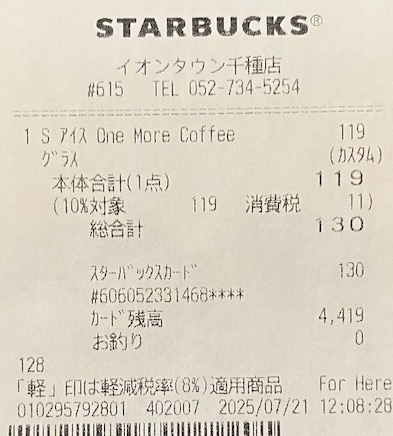 STARBUCKS®
イオンタウン千種店
#615 TEL 052-734-5254
1 S アイス One More Coffee 119
グラス (カスタム)
本体合計(1点) 119
(10%対象 119 消費税 11)
総合計 130
スターバックスカード 130
#606052331468****
カード残高 4,419
お釣り 0
128
「軽」印は軽減税率(8%)適用商品 For Here
010295792801 402007 2025/07/21 12:08:28